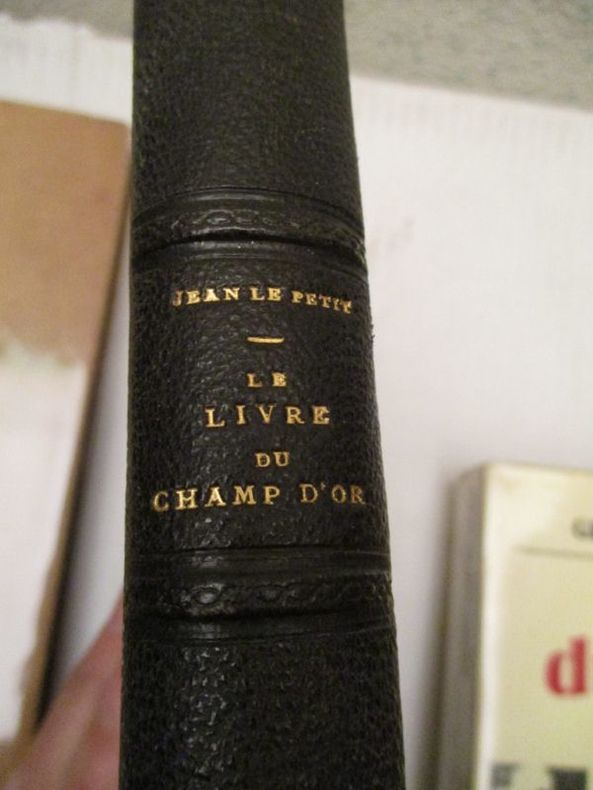 JEAN LE PETIT
LE
LIVRE
DU
CHAMP D'OR
d